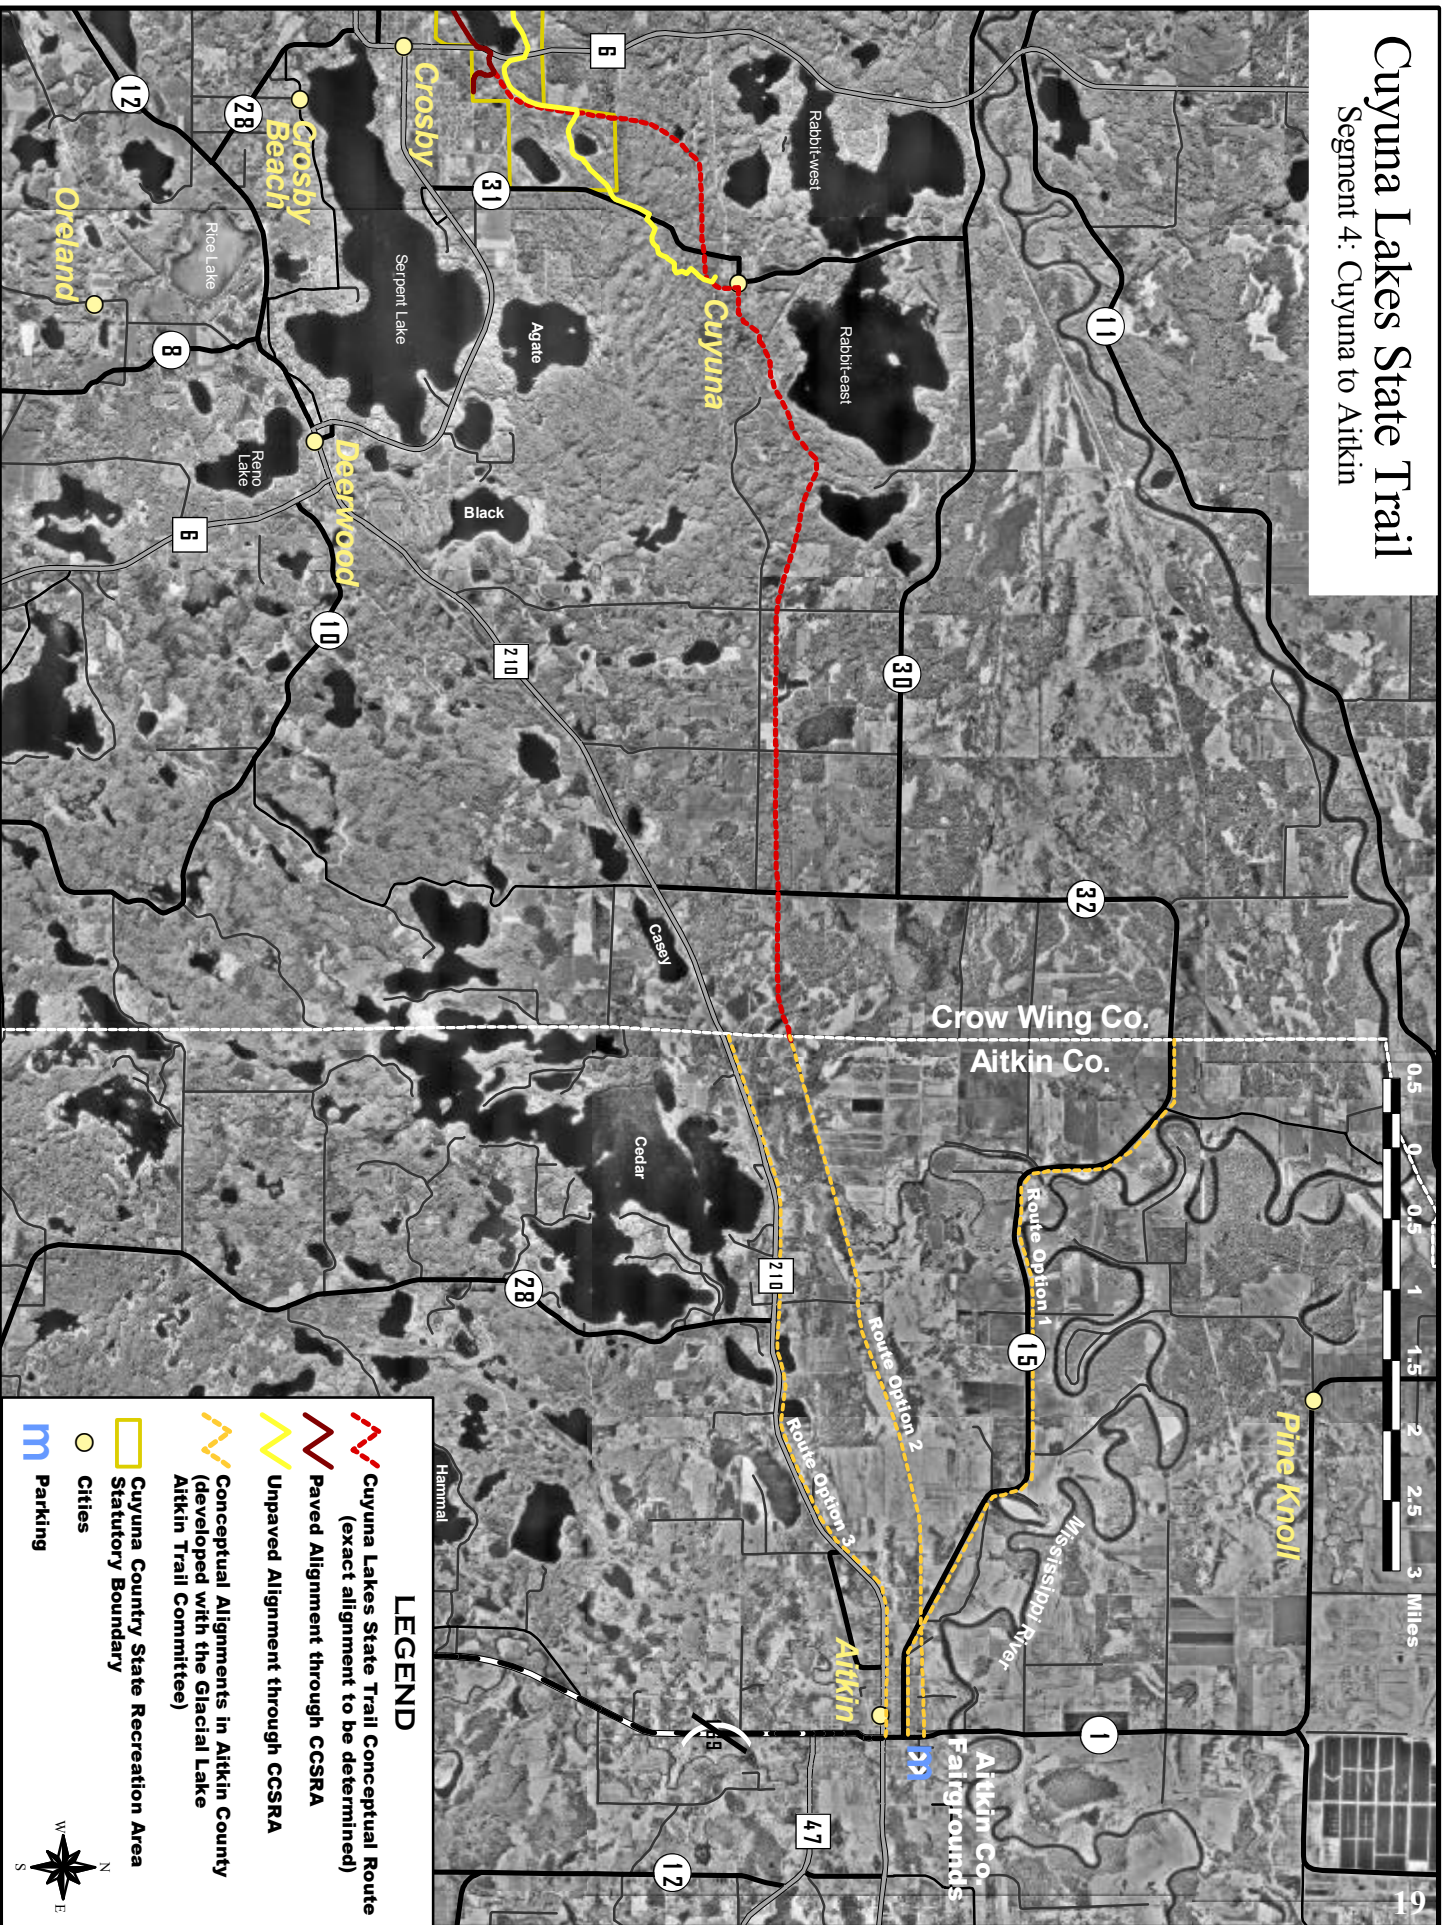 Cuyuna Lakes State Trail
Segment 4: Cuyuna to Aitkin
0.5 0 0.5 1 1.5 2 2.5 3 Miles
19
11
Pine Knoll
6
Rabbit-west
Rabbit-east
30
32
Crow Wing Co.
Aitkin Co.
Route Option 1
15
Mississippi River
1
Cuyuna
Route Option 2
Aitkin Co.
Fairgrounds
m
Crosby
31
Agate
Black
210
Casey
Cedar
210
Route Option 3
Aitkin
47
12
Serpent Lake
Crosby
Beach
28
12
Rice Lake
Oreland
8
Deerwood
Reno
Lake
6
10
28
Hammal
LEGEND
Cuyuna Lakes State Trail Conceptual Route
(exact alignment to be determined)
Paved Alignment through CCSRA
Unpaved Alignment through CCSRA
Conceptual Alignments in Aitkin County
(developed with the Glacial Lake
Aitkin Trail Committee)
Cuyuna Country State Recreation Area
Statutory Boundary
Cities
m Parking
N
W E
S